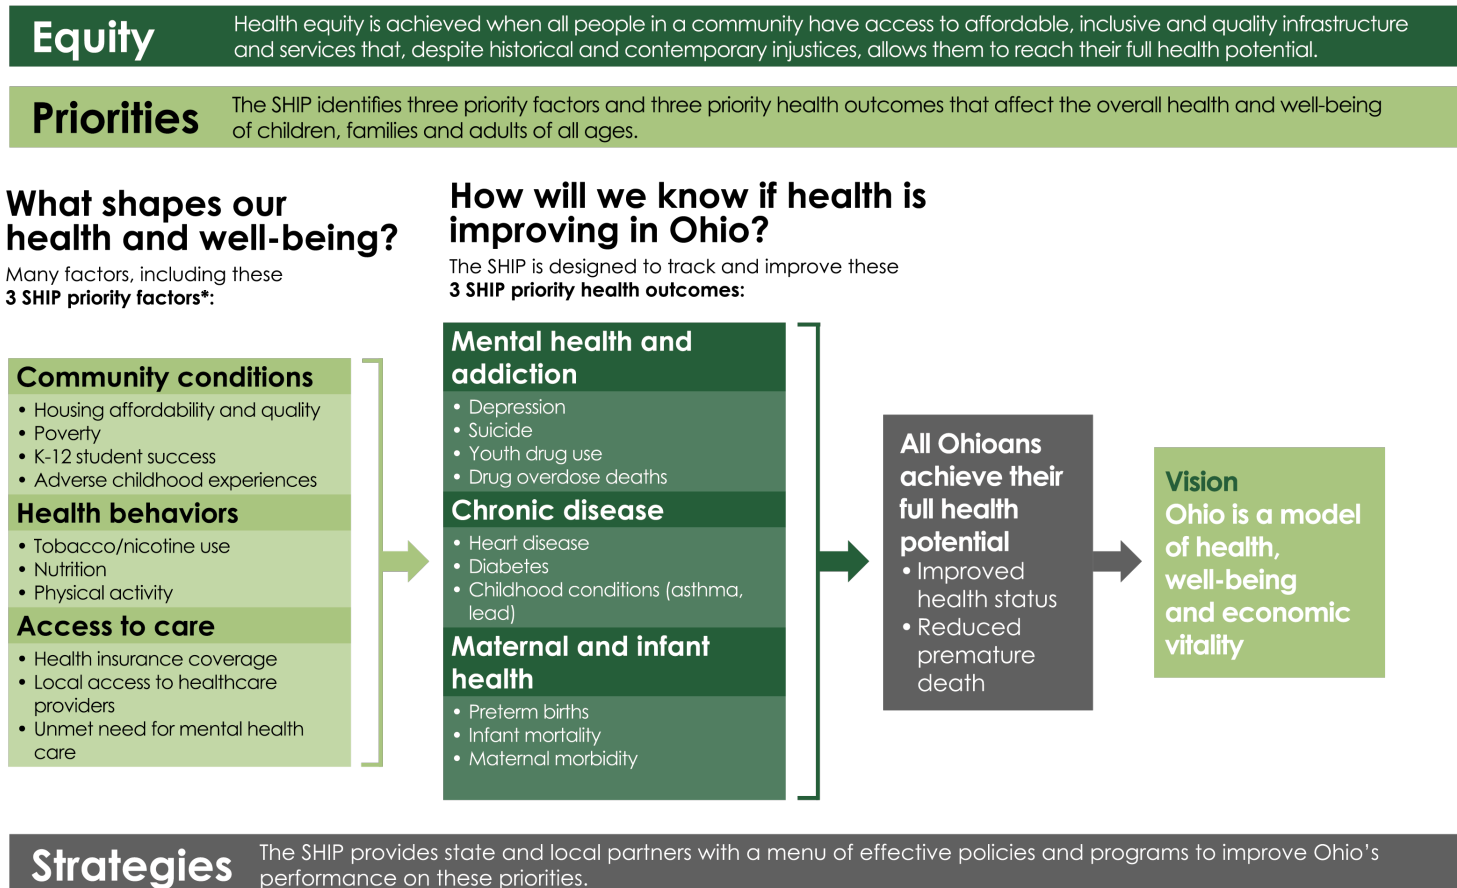 Equity
Health equity is achieved when all people in a community have access to affordable, inclusive and quality infrastructure
and services that, despite historical and contemporary injustices, allows them to reach their full health potential.
Priorities
The SHIP identifies three priority factors and three priority health outcomes that affect the overall health and well-being
of children, families and adults of all ages.
What shapes our
health and well-being?
Many factors, including these
3 SHIP priority factors*:
Community conditions
• Housing affordability and quality
• Poverty
• K-12 student success
• Adverse childhood experiences
Health behaviors
• Tobacco/nicotine use
• Nutrition
• Physical activity
Access to care
• Health insurance coverage
• Local access to healthcare
providers
• Unmet need for mental health
care
How will we know if health is
improving in Ohio?
The SHIP is designed to track and improve these
3 SHIP priority health outcomes:
Mental health and
addiction
• Depression
• Suicide
• Youth drug use
• Drug overdose deaths
Chronic disease
• Heart disease
• Diabetes
• Childhood conditions (asthma,
lead)
Maternal and infant
health
• Preterm births
• Infant mortality
• Maternal morbidity
All Ohioans
achieve their
full health
potential
• Improved
health status
• Reduced
premature
death
Vision
Ohio is a model
of health,
well-being
and economic
vitality
Strategies
The SHIP provides state and local partners with a menu of effective policies and programs to improve Ohio's
performance on these priorities.